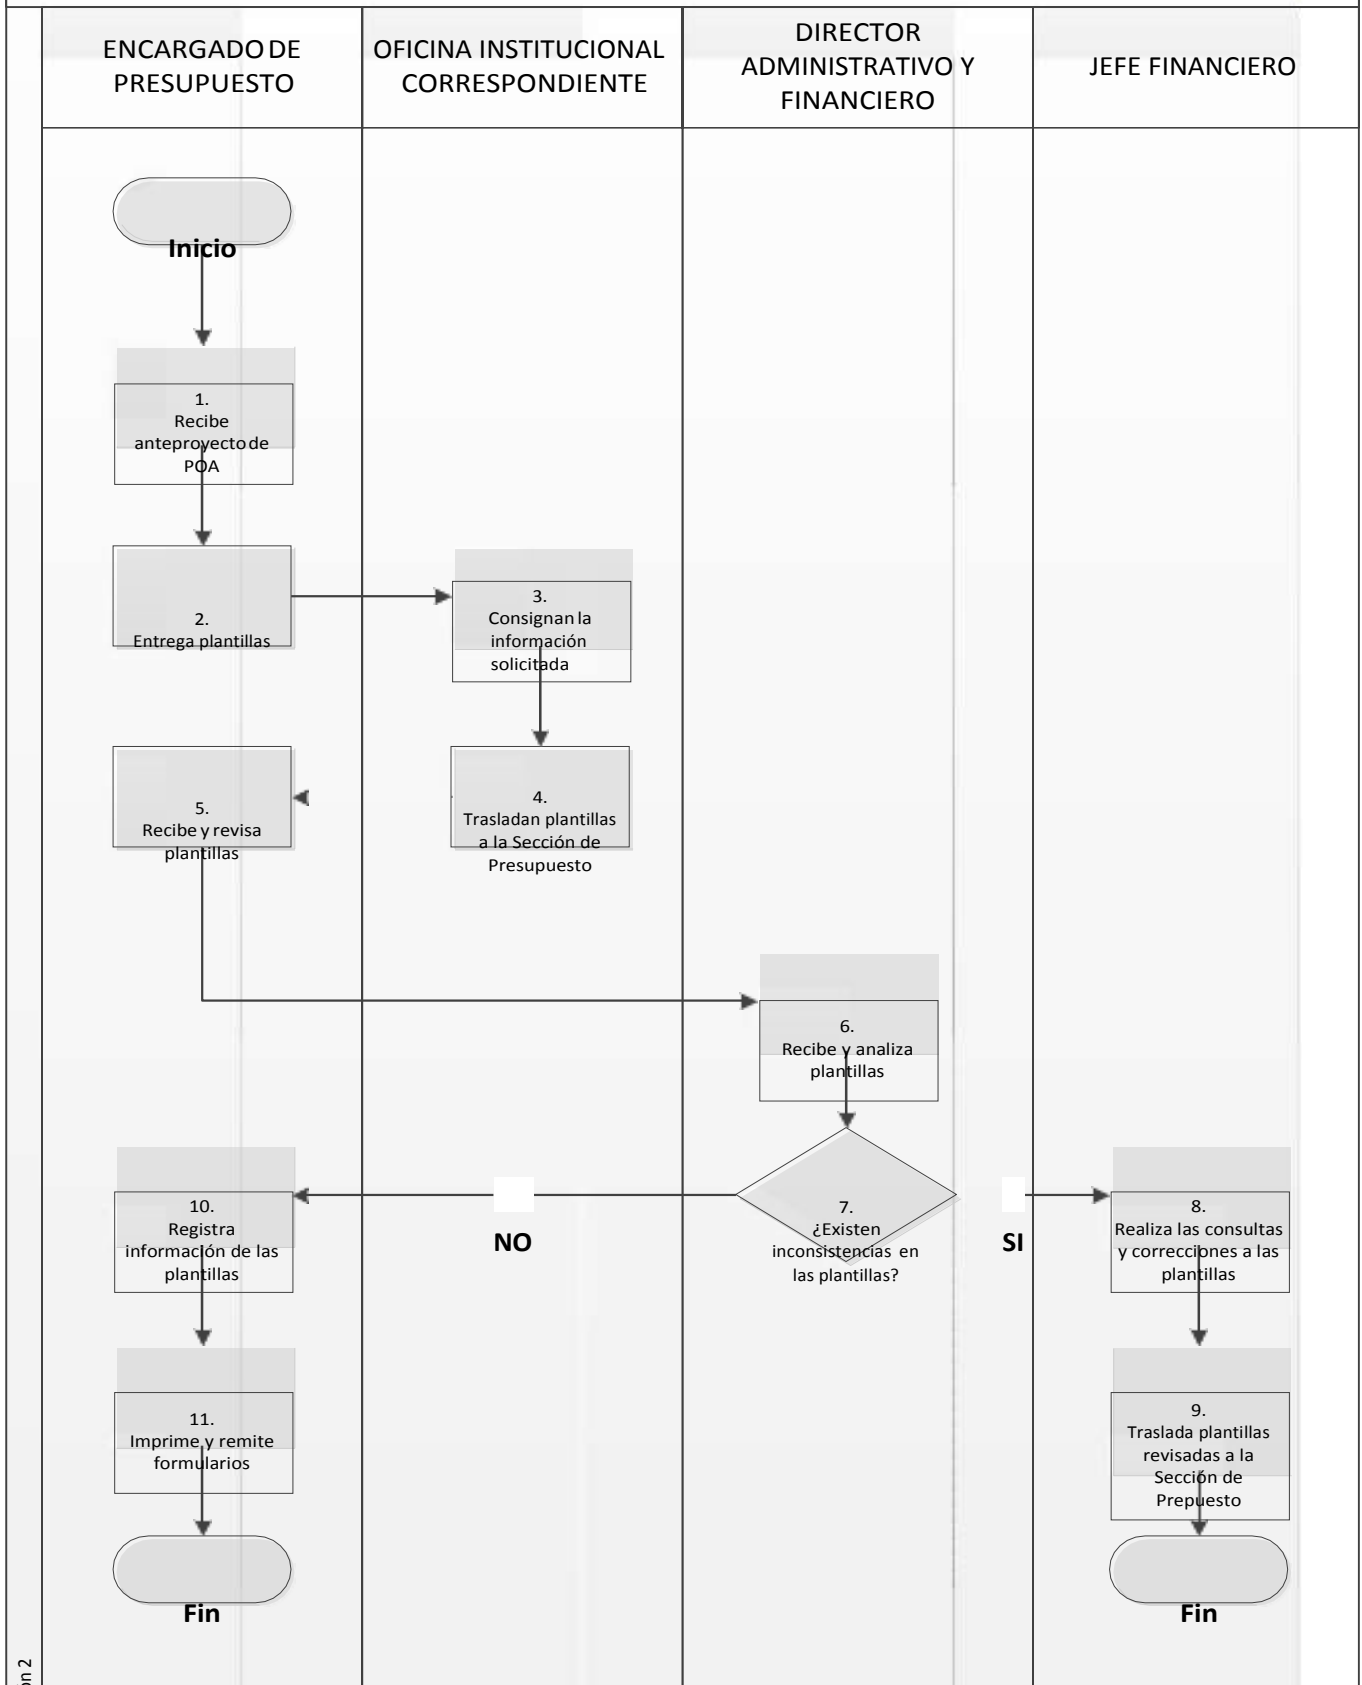 ENCARGADO DE
PRESUPUESTO
OFICINA INSTITUCIONAL
CORRESPONDIENTE
DIRECTOR
ADMINISTRATIVO Y
FINANCIERO
JEFE FINANCIERO
Inicio
1.
Recibe
anteproyecto de
POA
2.
Entrega plantillas
3.
Consignan la
información
solicitada
4.
Trasladan plantillas
a la Sección de
Presupuesto
5.
Recibe y revisa
plantillas
6.
Recibe y analiza
plantillas
7.
¿Existen
inconsistencias en
las plantillas?
NO
SI
8.
Realiza las consultas
y correcciones a las
plantillas
9.
Traslada plantillas
revisadas a la
Sección de
Prepuesto
10.
Registra
información de las
plantillas
11.
Imprime y remite
formularios
Fin
Fin